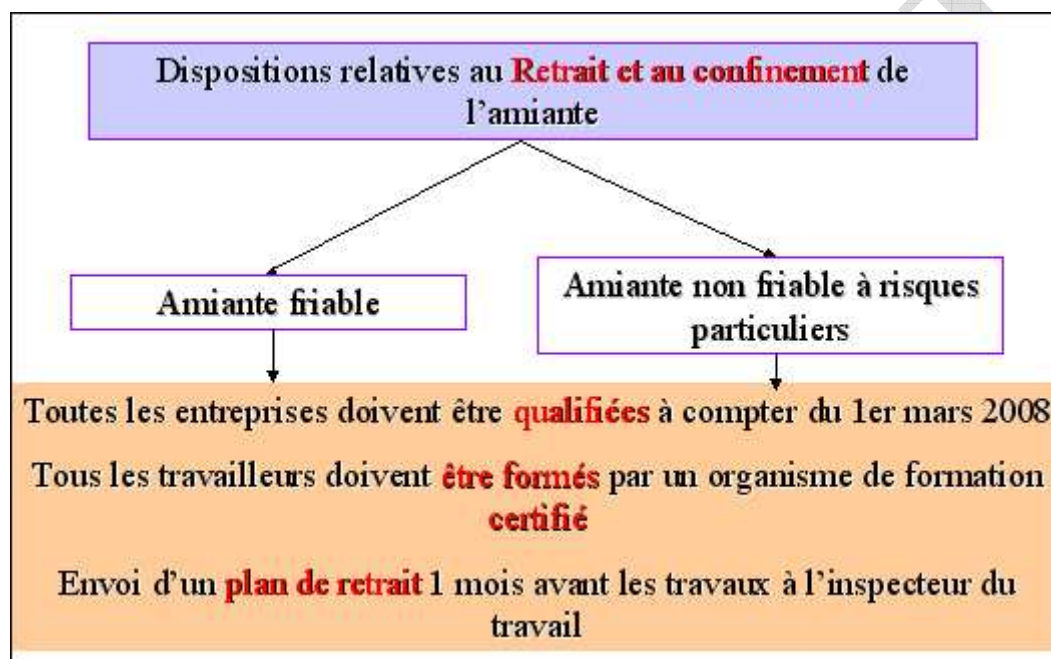 Dispositions relatives au Retrait et au confinement de
l'amiante
Amiante friable
Amiante non friable à risques
particuliers
Toutes les entreprises doivent être qualifiées à compter du 1er mars 2008
Tous les travailleurs doivent être formés par un organisme de formation
certifié
Envoi d'un plan de retrait 1 mois avant les travaux à l'inspecteur du
travail